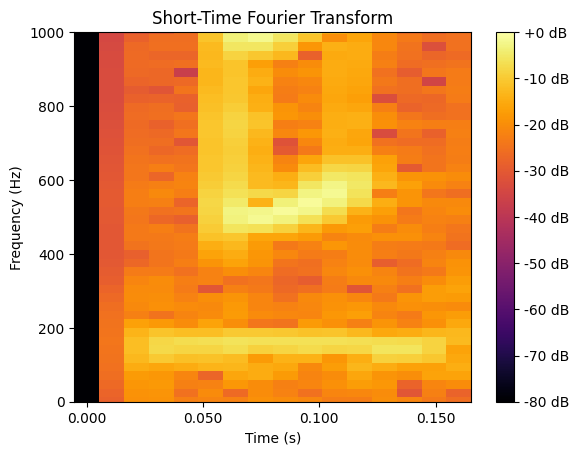 Short-Time Fourier Transform
1000
800
600
400
200
0
Frequency (Hz)
0.000
0.050
0.100
0.150
Time (s)
+0 dB
-10 dB
-20 dB
-30 dB
-40 dB
-50 dB
-60 dB
-70 dB
-80 dB